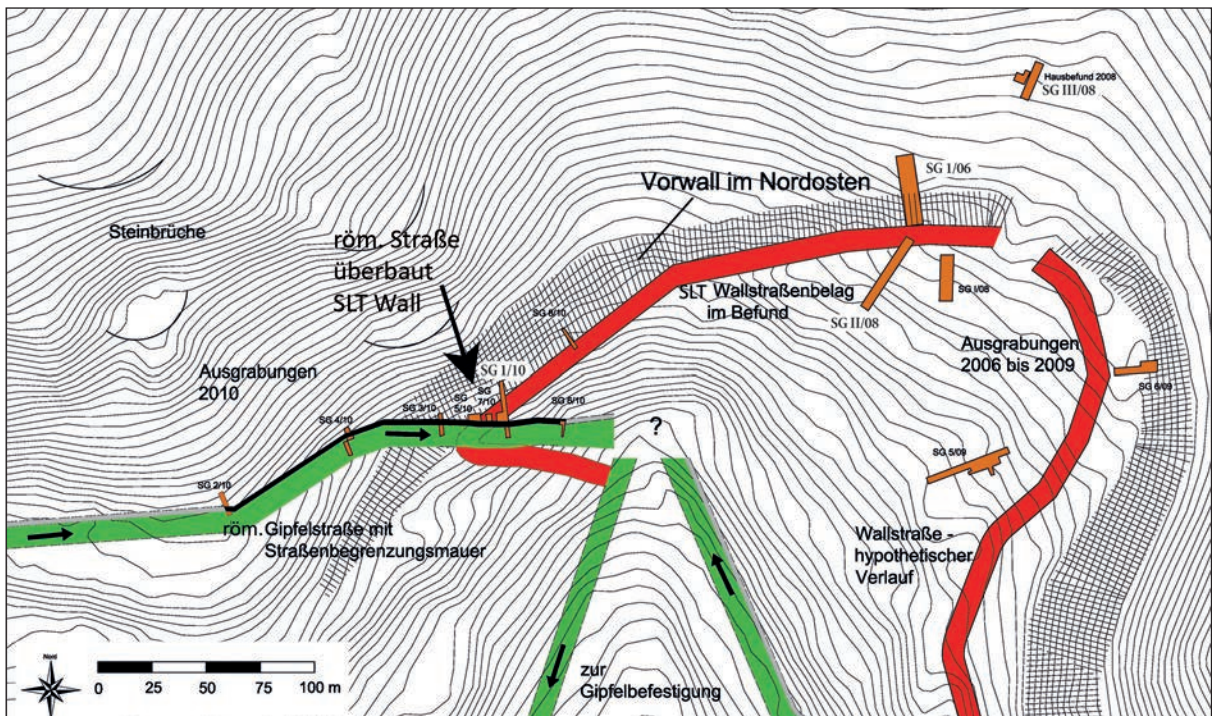 Hausbefund 2008
SG III/08
SG 1/06
Vorwall im Nordosten
Steinbrüche
röm. Straße
überbaut
SLT Wall
SG I/08
SLT Wallstraßenbelag
im Befund
SG II/08
SG 8/10
Ausgrabungen
2006 bis 2009
SG 1/10
SG 6/09
Ausgrabungen
2010
SG
7/10
SG
5/10
SG 3/10
SG 6/10
SG 4/10
?
SG 5/09
SG 2/10
röm. Gipfelstraße mit
Straßenbegrenzungsmauer
Wallstraße -
hypothetischer
Verlauf
Nord
0 25 50 75 100 m
zur
Gipfelbefestigung